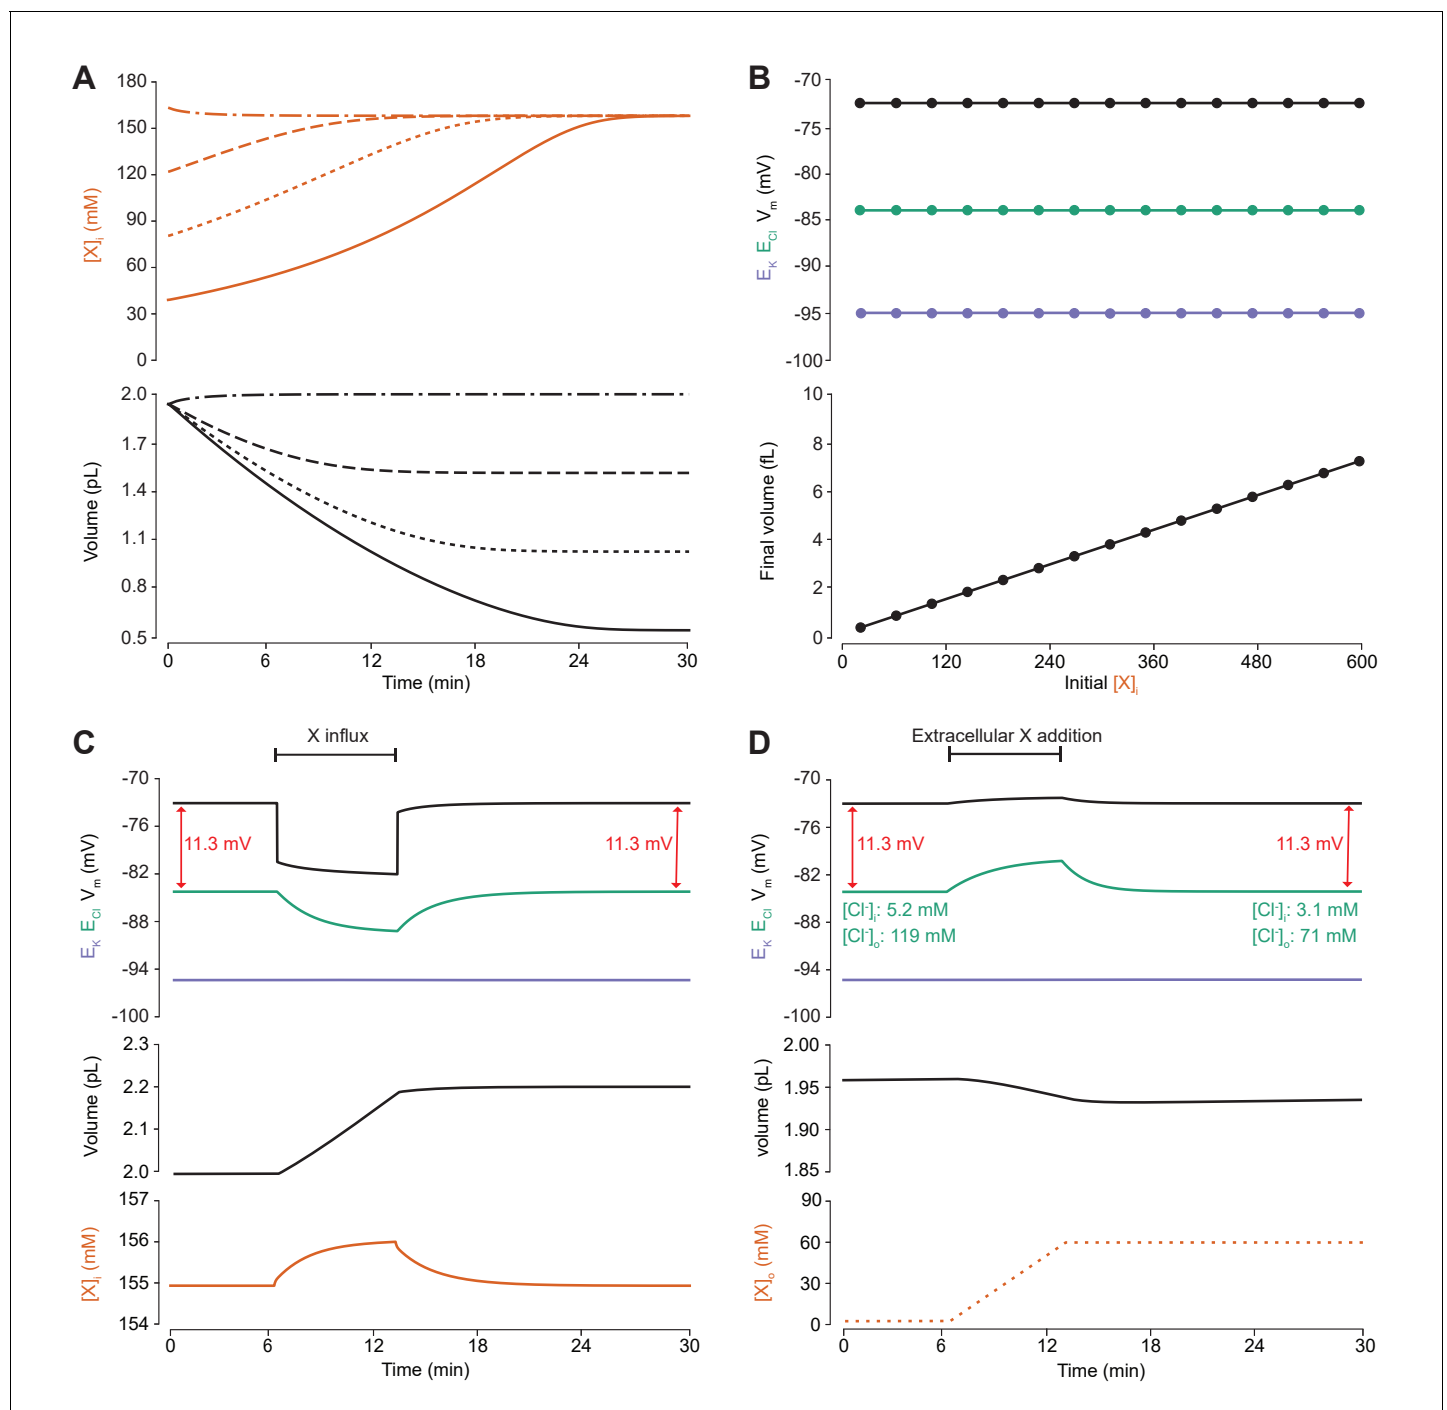 A
180
150
120
90
60
30
0
[X]i (mM)
2.0
1.7
1.4
1.1
0.8
0.5
Volume (pL)
0 6 12 18 24 30
Time (min)
B
-70
-75
-80
-85
-90
-95
-100
EK ECl Vm (mV)
10
8
6
4
2
0
Final volume (fL)
0 120 240 360 480 600
Initial [X]i
C
X influx
-70
-76
-82
-88
-94
-100
EK ECl Vm (mV)
11.3 mV 11.3 mV
2.3
2.2
2.1
2.0
Volume (pL)
157
156
155
154
[X]i (mM)
0 6 12 18 24 30
Time (min)
D
Extracellular X addition
-70
-76
-82
-88
-94
-100
EK ECl Vm (mV)
11.3 mV 11.3 mV
[Cl-]i: 5.2 mM [Cl-]i: 3.1 mM
[Cl-]o: 119 mM [Cl-]o: 71 mM
2.00
1.95
1.90
1.85
volume (pL)
90
60
30
0
[X]o (mM)
0 6 12 18 24 30
Time (min)